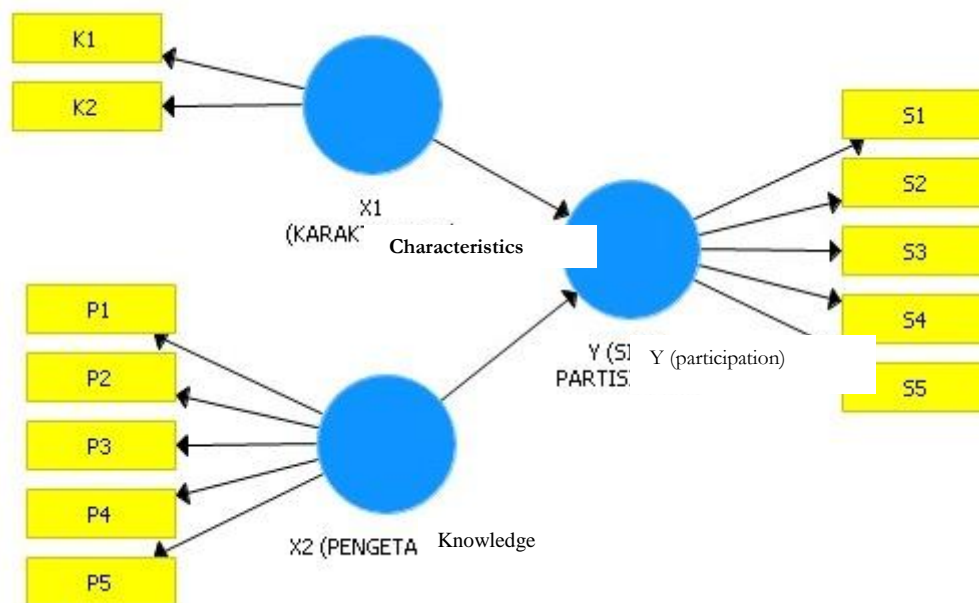 K1
K2
X1
(KARAK
Characteristics
S1
S2
S3
S4
S5
Y (participation)
Y (S
PARTIS
P1
P2
P3
P4
P5
X2 (PENGETA
Knowledge